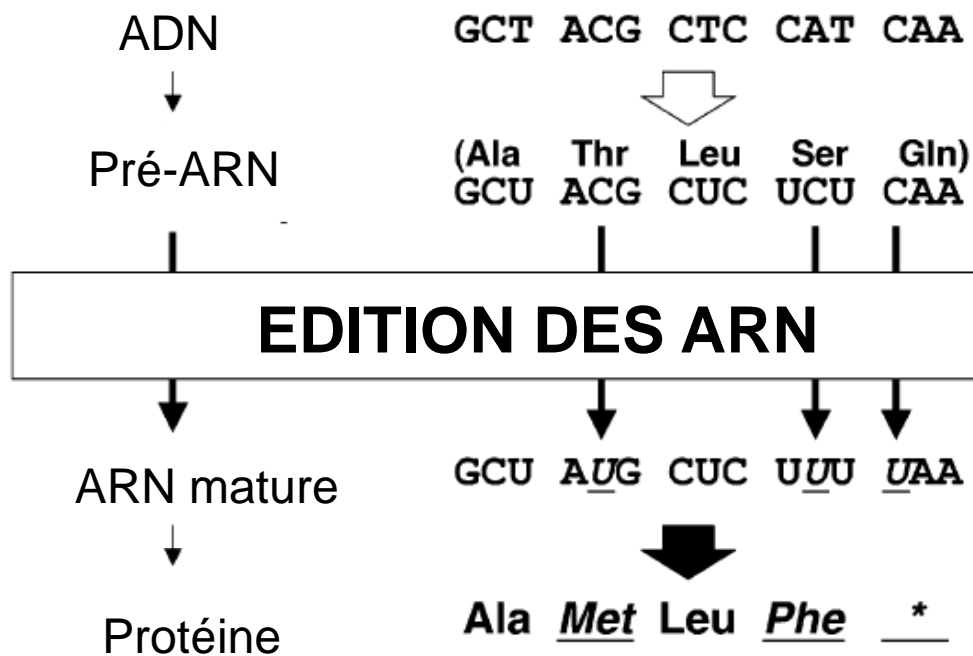 ADN GCT ACG CTC CAT CAA
(Ala Thr Leu Ser Gln)
Pré-ARN GCU ACG CUC UCU CAA
EDITION DES ARN
ARN mature GCU AUG CUC UUU UAA
Protéine Ala Met Leu Phe *